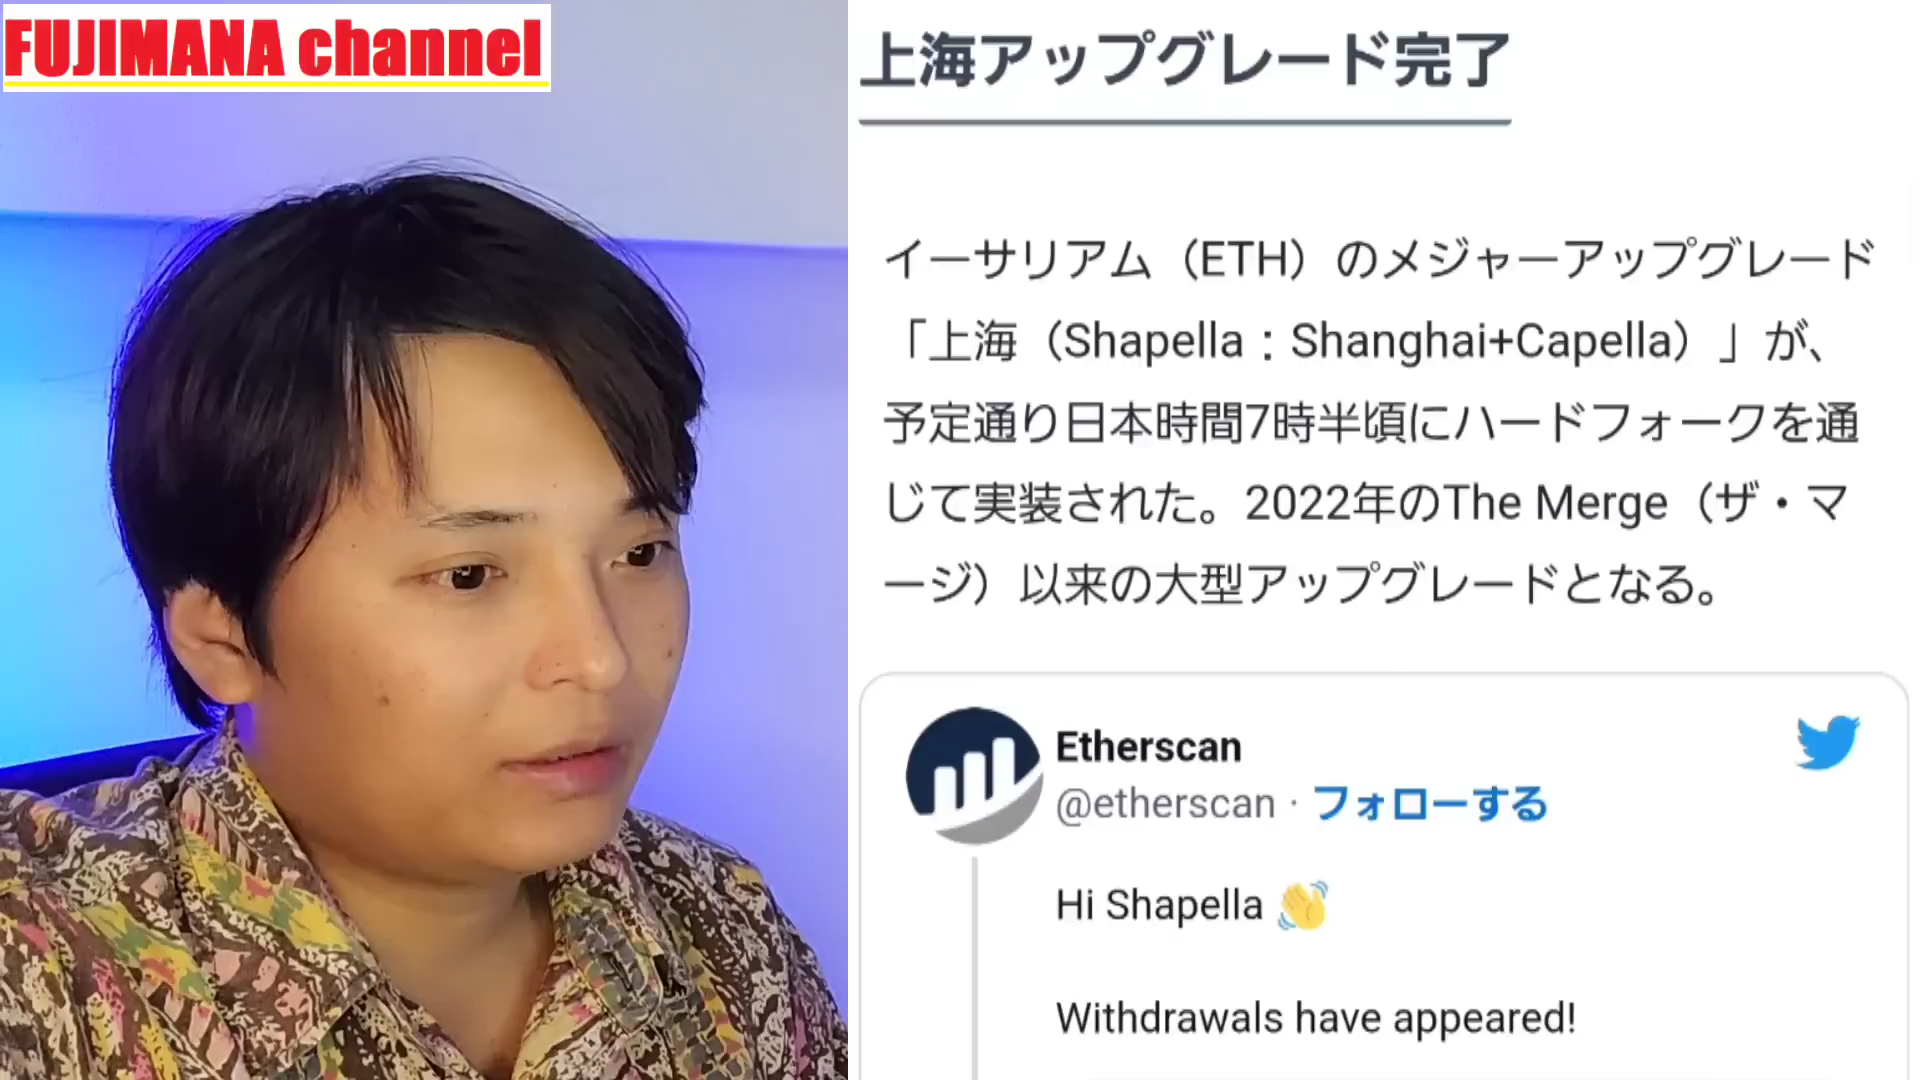 FUJIMANA channel
上海アップグレード完了
イーサリアム（ETH）のメジャーアップグレード
「上海（Shapella：Shanghai+Capella）」が、
予定通り日本時間7時半頃にハードフォークを通
じて実装された。2022年のThe Merge（ザ・マ
ージ）以来の大型アップグレードとなる。
Etherscan
@etherscan · フォローする
Hi Shapella 👋
Withdrawals have appeared!